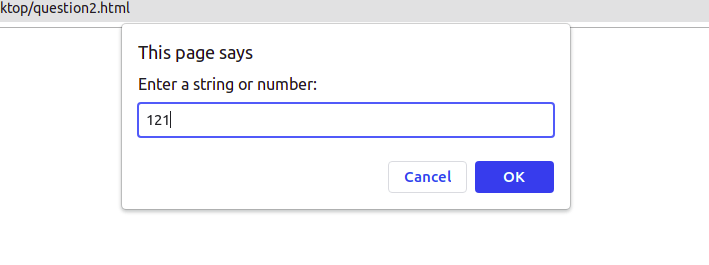 ktop/question2.html
This page says
Enter a string or number:
121
Cancel
OK